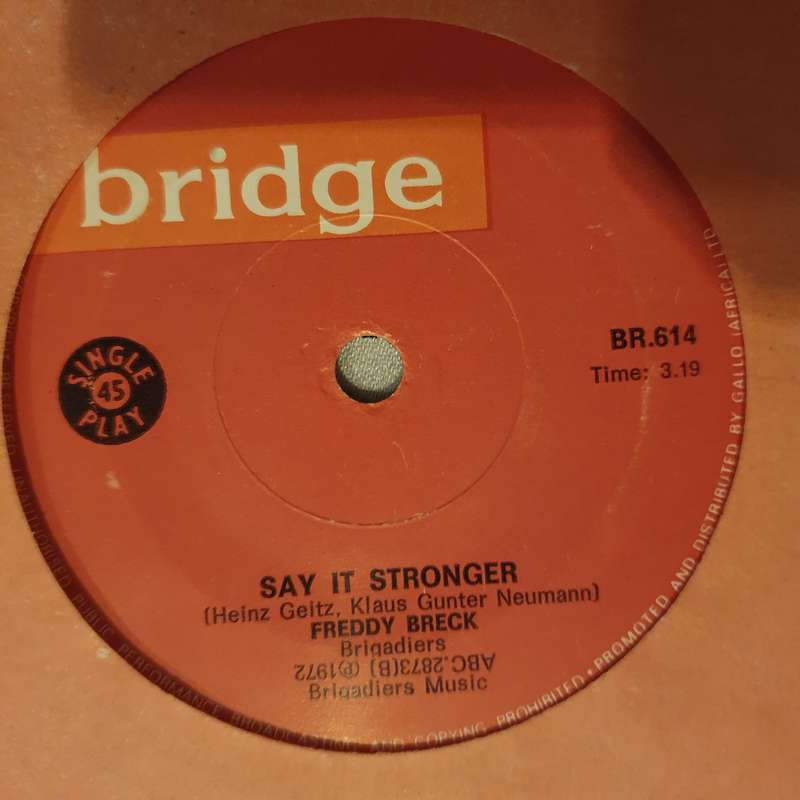 bridge
SINGLE
45
PLAY
BR.614
Time: 3.19
SAY IT STRONGER
(Heinz Geitz, Klaus Gunter Neumann)
FREDDY BRECK
Brigadiers
ABC.2873(B) ℗1972
Brigadiers Music
UNAUTHORISED PUBLIC PERFORMANCE BROADCASTING AND COPYING PROHIBITED • PROMOTED AND DISTRIBUTED BY GALLO (AFRICA) LTD